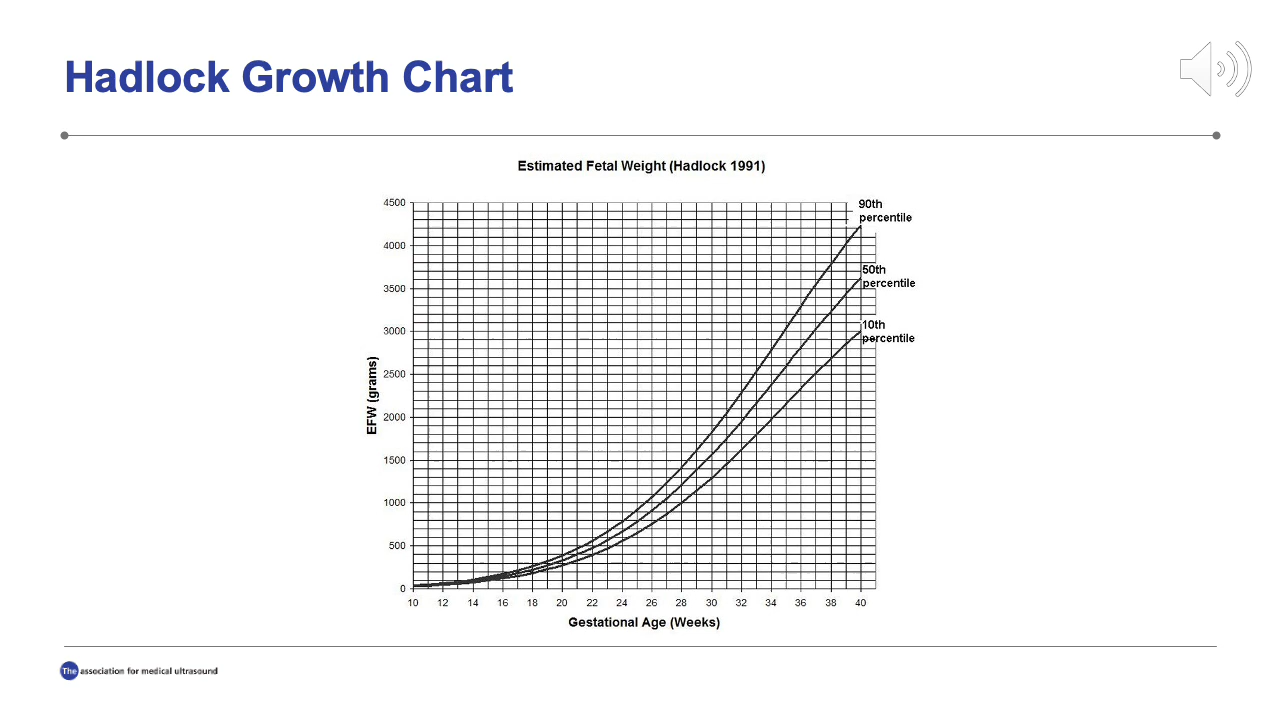 Hadlock Growth Chart
Estimated Fetal Weight (Hadlock 1991)
90th
percentile
50th
percentile
10th
percentile
EFW (grams)
4500
4000
3500
3000
2500
2000
1500
1000
500
0
10 12 14 16 18 20 22 24 26 28 30 32 34 36 38 40
Gestational Age (Weeks)
The association for medical ultrasound